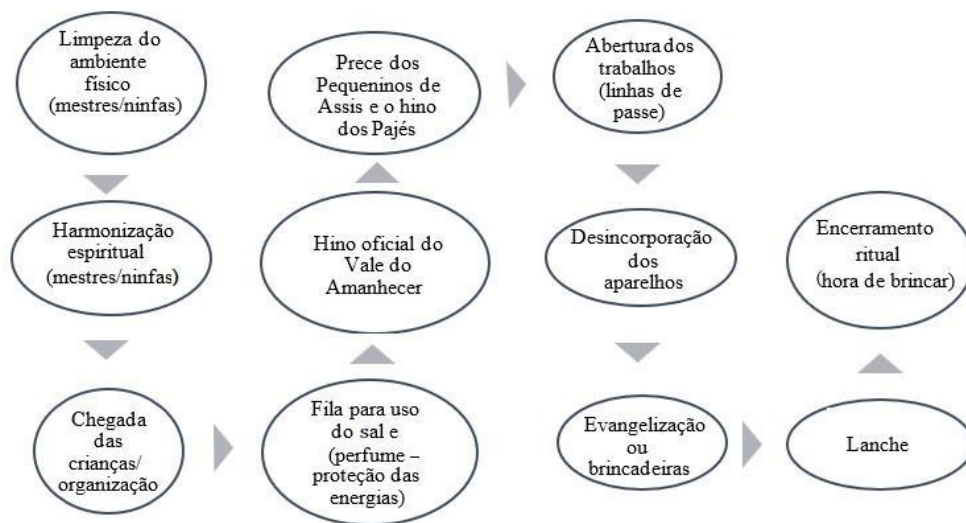 Limpeza do
ambiente
físico
(mestres/ninfas)
Harmonização
espiritual
(mestres/ninfas)
Chegada
das
crianças/
organização
Fila para uso
do sal e
(perfume –
proteção das
energias)
Hino oficial do
Vale do
Amanhecer
Prece dos
Pequeninos de
Assis e o hino
dos Pajés
Abertura dos
trabalhos
(linhas de
passe)
Desincorporação
dos
aparelhos
Evangelização
ou
brincadeiras
Lanche
Encerramento
ritual
(hora de brincar)